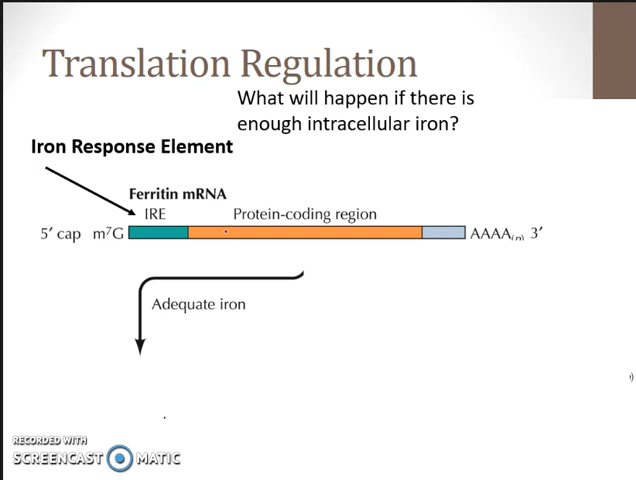 Translation Regulation
What will happen if there is
enough intracellular iron?
Iron Response Element
Ferritin mRNA
IRE Protein-coding region
5′ cap m⁷G AAAA(n) 3′
Adequate iron
RECORDED WITH
SCREENCAST MATIC